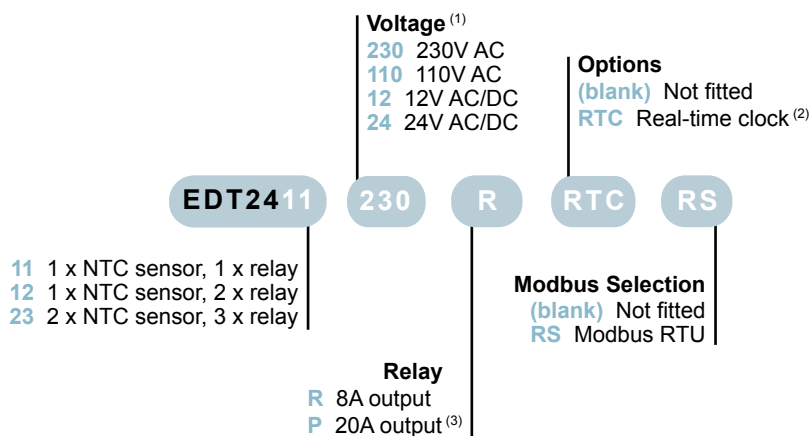 Voltage (1)
230 230V AC
110 110V AC
12 12V AC/DC
24 24V AC/DC
Options
(blank) Not fitted
RTC Real-time clock (2)
EDT2411 230 R RTC RS
11 1 x NTC sensor, 1 x relay
12 1 x NTC sensor, 2 x relay
23 2 x NTC sensor, 3 x relay
Modbus Selection
(blank) Not fitted
RS Modbus RTU
Relay
R 8A output
P 20A output (3)